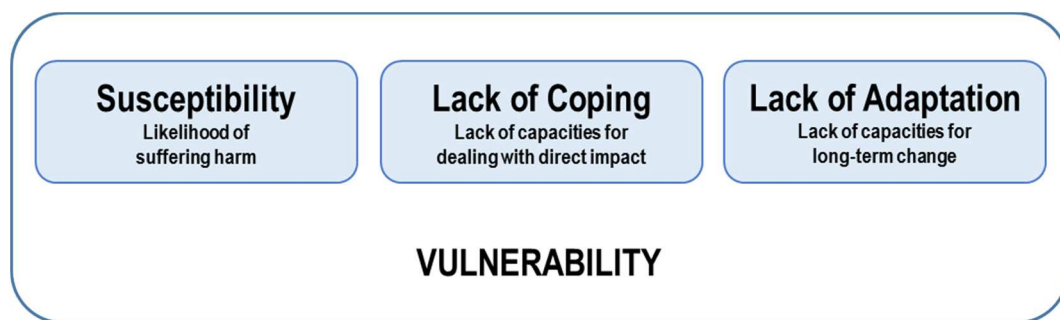 Susceptibility
Likelihood of
suffering harm
Lack of Coping
Lack of capacities for
dealing with direct impact
Lack of Adaptation
Lack of capacities for
long-term change
VULNERABILITY